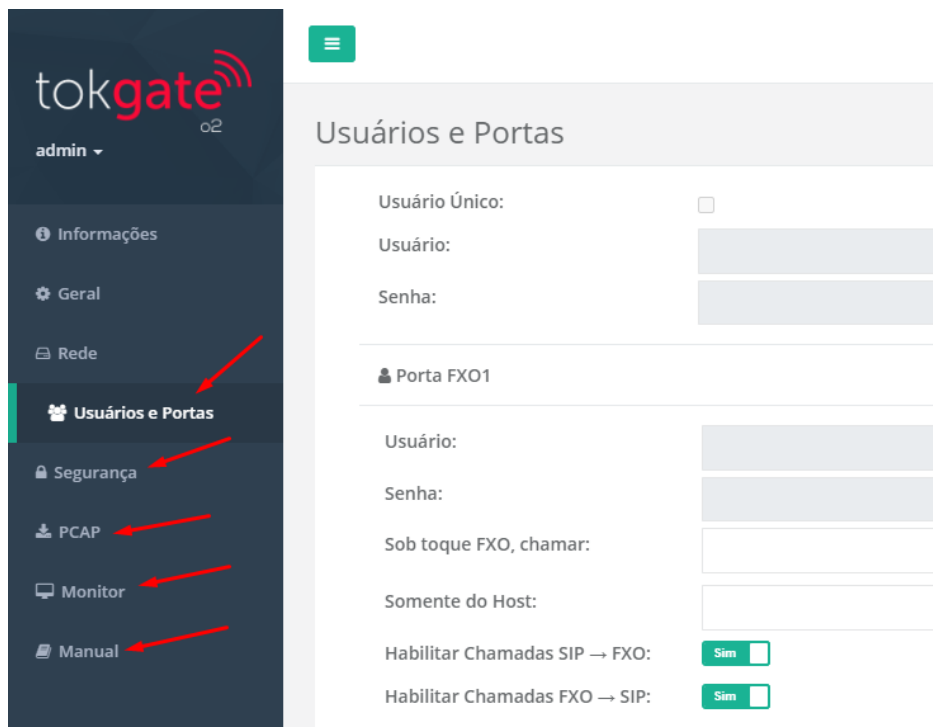 tokgate
o2
admin
Informações
Geral
Rede
Usuários e Portas
Segurança
PCAP
Monitor
Manual
Usuários e Portas
Usuário Único:
Usuário:
Senha:
Porta FXO1
Usuário:
Senha:
Sob toque FXO, chamar:
Somente do Host:
Habilitar Chamadas SIP → FXO: Sim
Habilitar Chamadas FXO → SIP: Sim